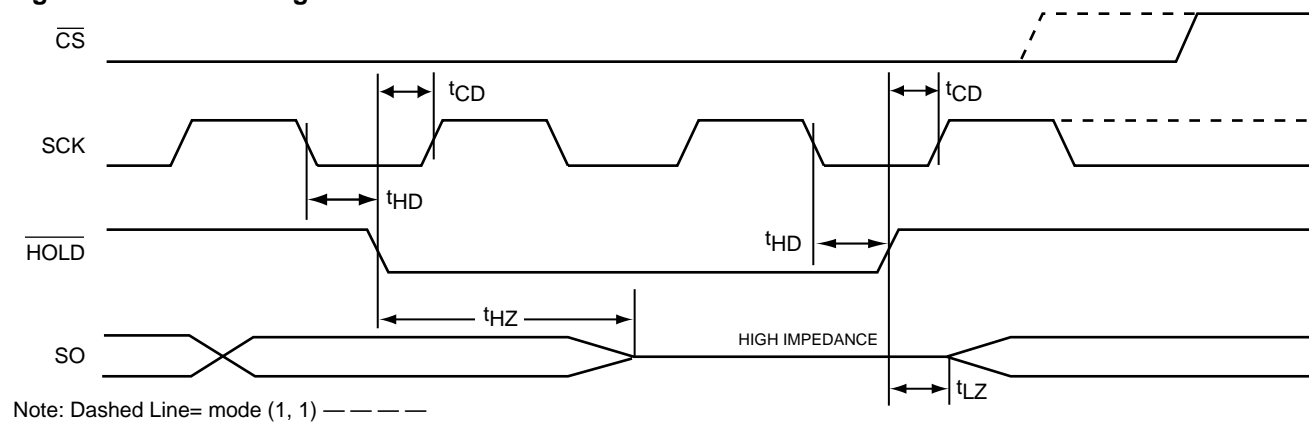 CS
tCD
tCD
SCK
tHD
HOLD
tHD
tHZ
HIGH IMPEDANCE
SO
tLZ
Note: Dashed Line= mode (1, 1) — — — —